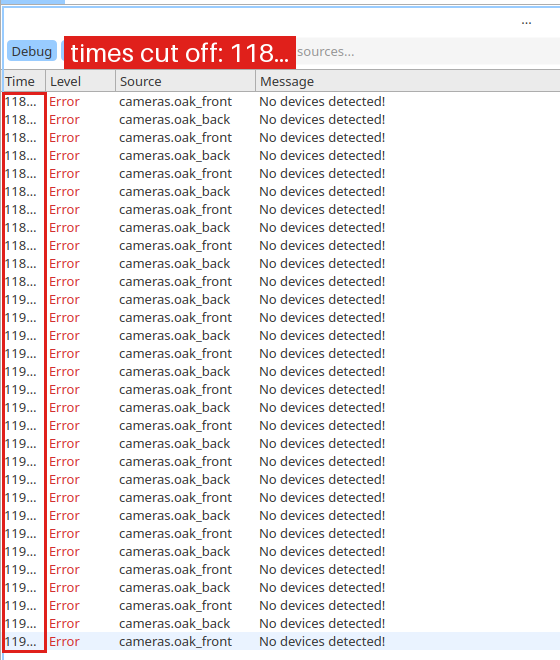 ...
Debug times cut off: 118... sources...
Time Level Source Message
118... Error cameras.oak_front No devices detected!
118... Error cameras.oak_back No devices detected!
118... Error cameras.oak_front No devices detected!
118... Error cameras.oak_back No devices detected!
118... Error cameras.oak_front No devices detected!
118... Error cameras.oak_back No devices detected!
118... Error cameras.oak_front No devices detected!
118... Error cameras.oak_back No devices detected!
118... Error cameras.oak_front No devices detected!
118... Error cameras.oak_back No devices detected!
118... Error cameras.oak_front No devices detected!
119... Error cameras.oak_back No devices detected!
119... Error cameras.oak_front No devices detected!
119... Error cameras.oak_back No devices detected!
119... Error cameras.oak_front No devices detected!
119... Error cameras.oak_back No devices detected!
119... Error cameras.oak_front No devices detected!
119... Error cameras.oak_back No devices detected!
119... Error cameras.oak_front No devices detected!
119... Error cameras.oak_back No devices detected!
119... Error cameras.oak_front No devices detected!
119... Error cameras.oak_back No devices detected!
119... Error cameras.oak_front No devices detected!
119... Error cameras.oak_back No devices detected!
119... Error cameras.oak_front No devices detected!
119... Error cameras.oak_back No devices detected!
119... Error cameras.oak_front No devices detected!
119... Error cameras.oak_back No devices detected!
119... Error cameras.oak_front No devices detected!
119... Error cameras.oak_back No devices detected!
119... Error cameras.oak_front No devices detected!